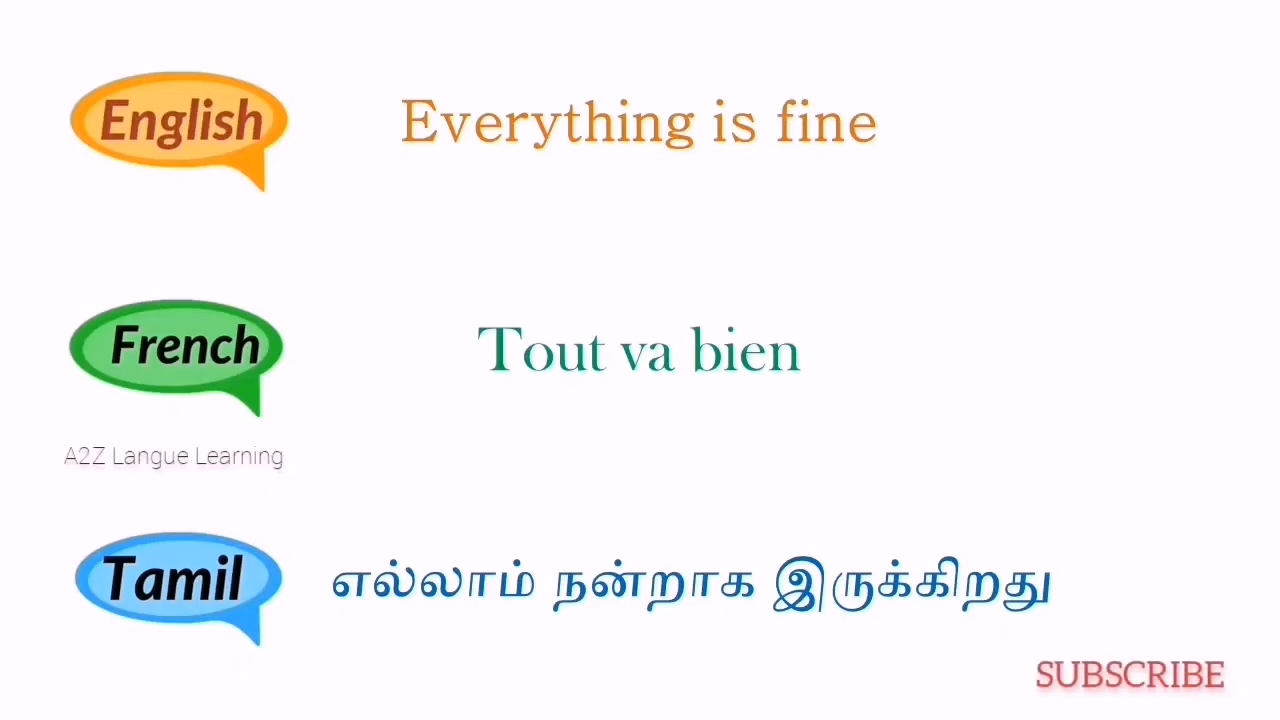 English
Everything is fine
French
Tout va bien
A2Z Langue Learning
Tamil
எல்லாம் நன்றாக இருக்கிறது
SUBSCRIBE